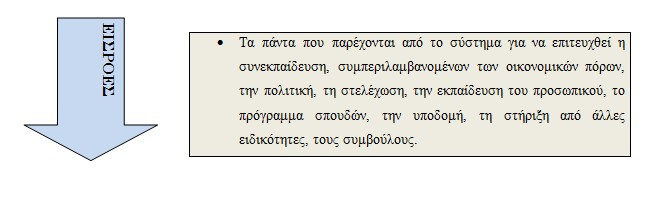 ΕΙΣΡΟΕΣ
• Τα πάντα που παρέχονται από το σύστημα για να επιτευχθεί η
συνεκπαίδευση, συμπεριλαμβανομένων των οικονομικών πόρων,
την πολιτική, τη στελέχωση, την εκπαίδευση του προσωπικού, το
πρόγραμμα σπουδών, την υποδομή, τη στήριξη από άλλες
ειδικότητες, τους συμβούλους.